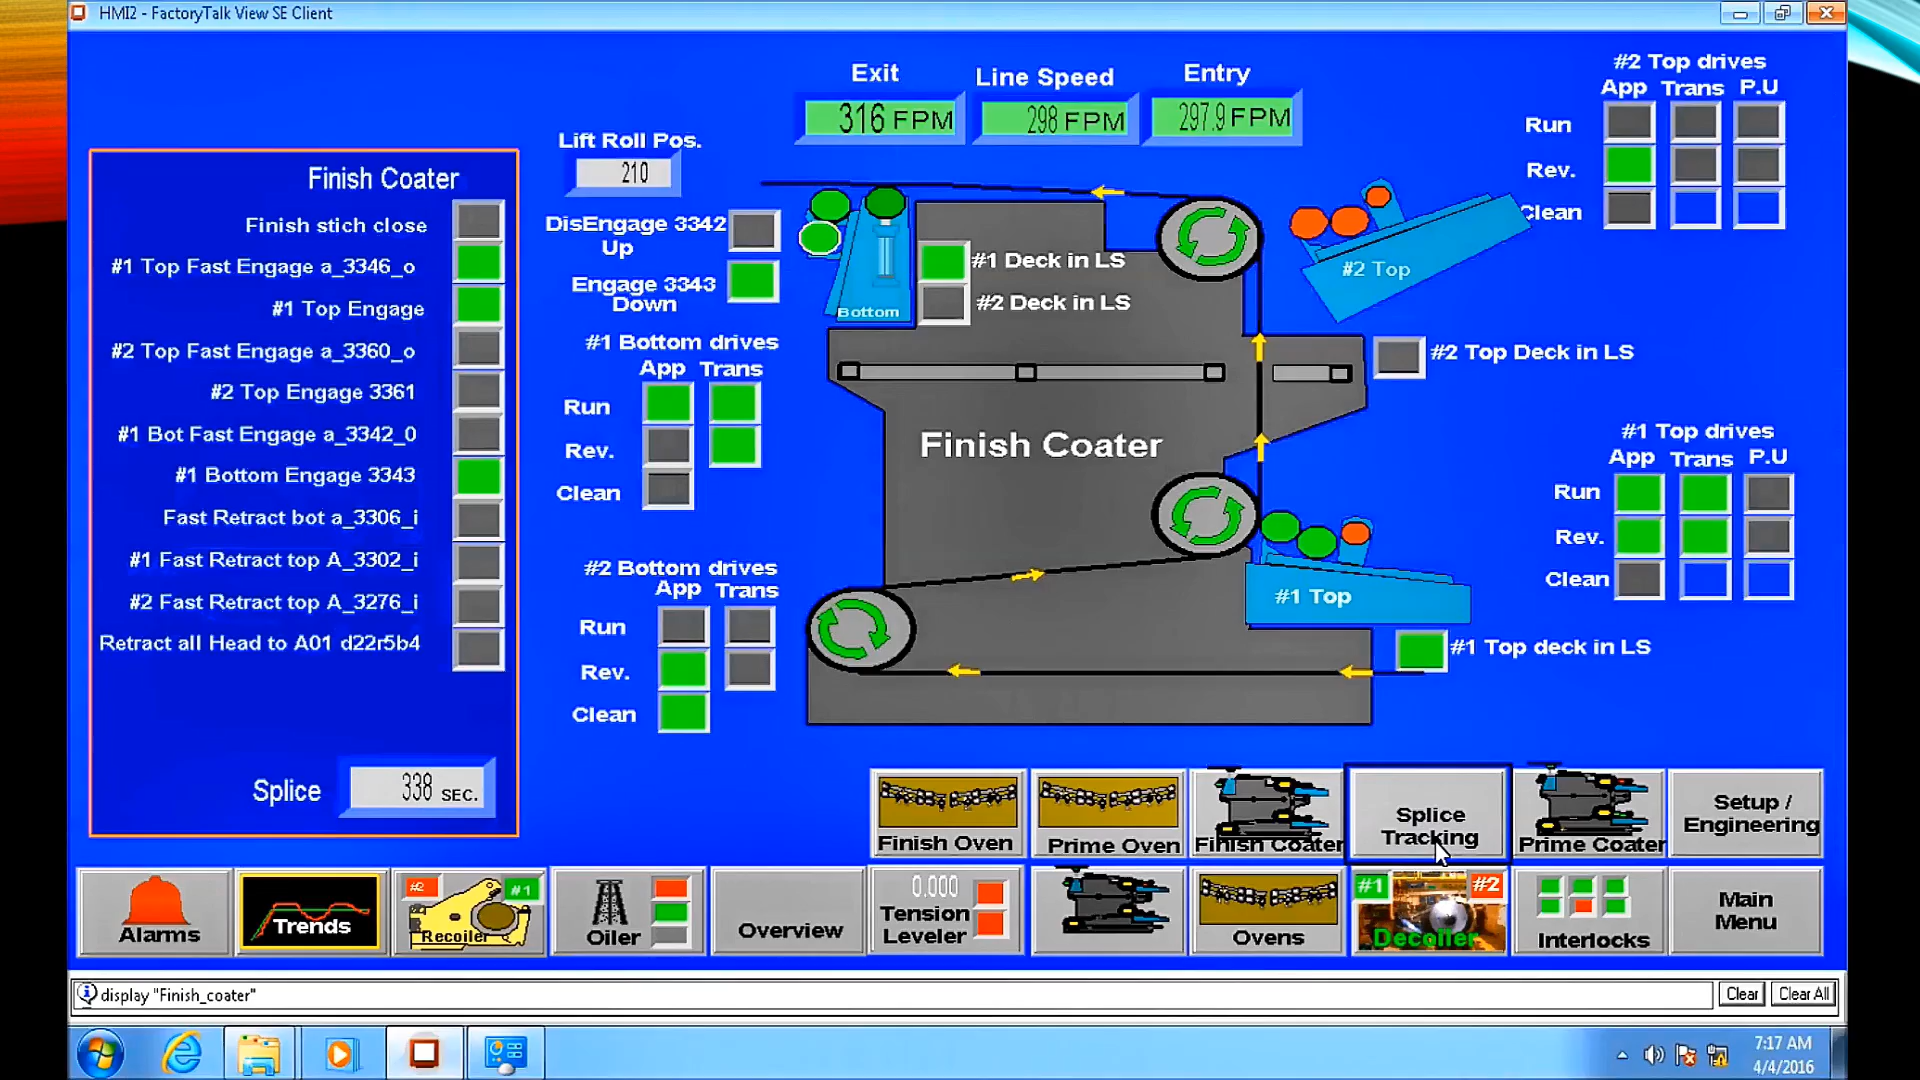 HMI2 - FactoryTalk View SE Client
Exit
Line Speed
Entry
316 FPM
298 FPM
297.9 FPM
#2 Top drives
App Trans P.U
Run
Rev.
Clean
Lift Roll Pos.
210
Finish Coater
Finish stich close
#1 Top Fast Engage a_3346_o
#1 Top Engage
#2 Top Fast Engage a_3360_o
#2 Top Engage 3361
#1 Bot Fast Engage a_3342_0
#1 Bottom Engage 3343
Fast Retract bot a_3306_i
#1 Fast Retract top A_3302_i
#2 Fast Retract top A_3276_i
Retract all Head to A01 d22r5b4
Splice 338 SEC.
DisEngage 3342
Up
Engage 3343
Down
#1 Bottom drives
App Trans
Run
Rev.
Clean
#2 Bottom drives
App Trans
Run
Rev.
Clean
Bottom
#1 Deck in LS
#2 Deck in LS
#2 Top
#2 Top Deck in LS
Finish Coater
#1 Top drives
App Trans P.U
Run
Rev.
Clean
#1 Top
#1 Top deck in LS
Finish Oven
Prime Oven
Finish Coater
Splice
Tracking
Prime Coater
Setup /
Engineering
Alarms
Trends
#2 #1
Recoiler
Oiler
Overview
0.000
Tension
Leveler
Ovens
#1 #2
Decoiler
Interlocks
Main
Menu
display "Finish_coater"
Clear
Clear All
7:17 AM
4/4/2016